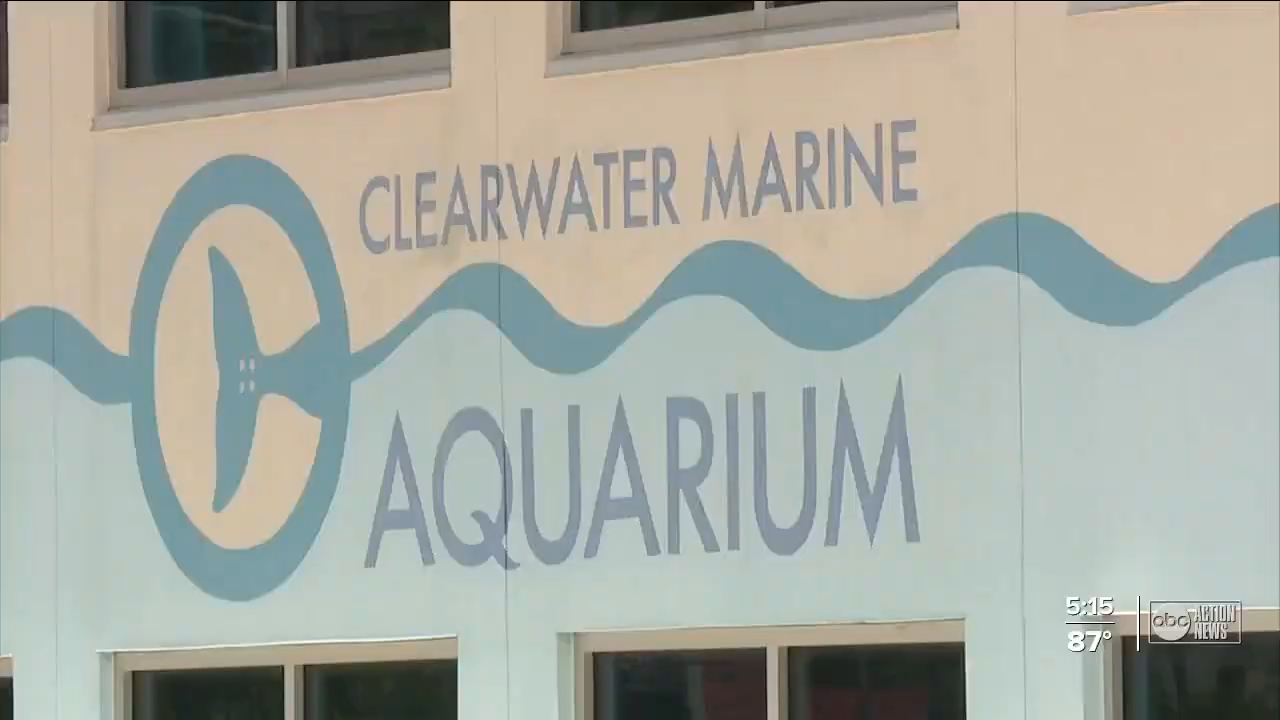 CLEARWATER MARINE
AQUARIUM
5:15
87°
abc
ACTION
NEWS